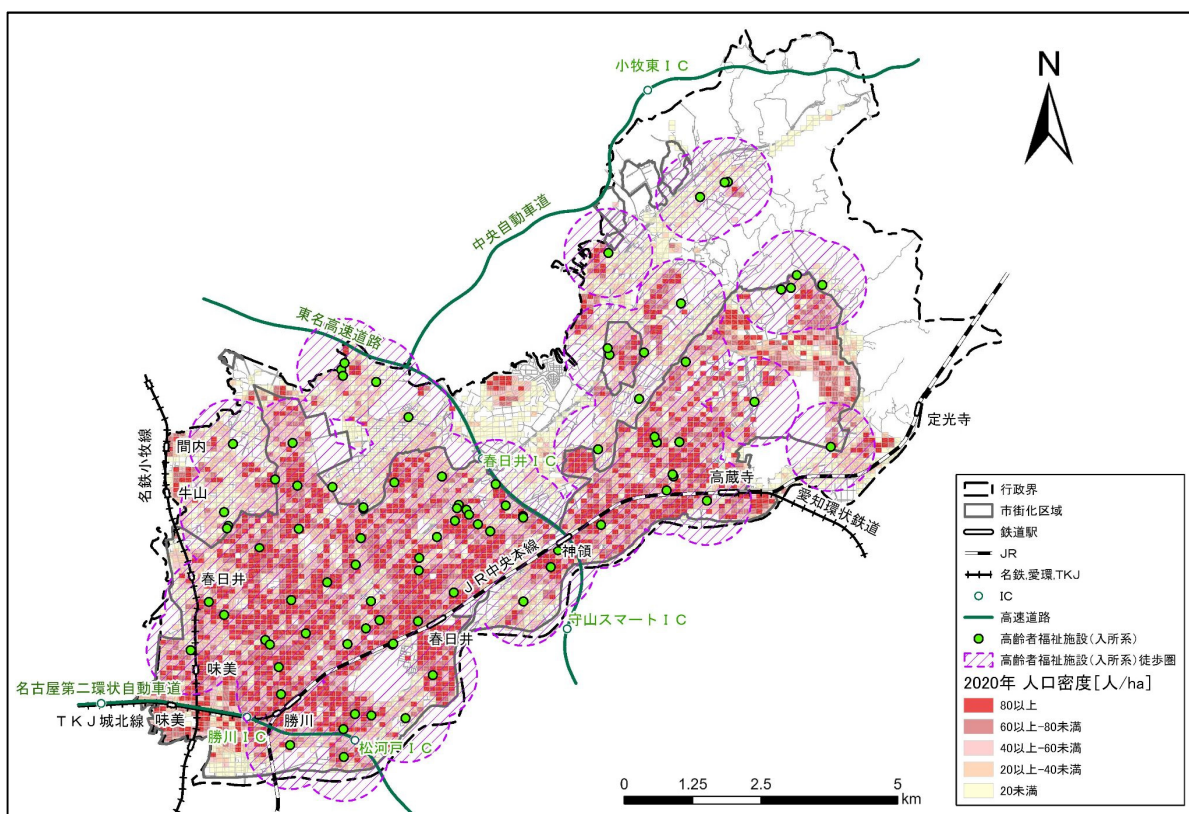 小牧東ＩＣ
N
中央自動車道
東名高速道路
名鉄小牧線
間内
牛山
春日井ＩＣ
定光寺
高蔵寺
愛知環状鉄道
ＪＲ中央本線
神領
春日井
守山スマートＩＣ
春日井
味美
名古屋第二環状自動車道
ＴＫＪ城北線
味美
勝川
勝川ＩＣ
松河戸ＩＣ
0 1.25 2.5 5
km
行政界
市街化区域
鉄道駅
ＪＲ
名鉄,愛環,TKJ
IC
高速道路
高齢者福祉施設(入所系)
高齢者福祉施設(入所系)徒歩圏
2020年 人口密度[人/ha]
80以上
60以上-80未満
40以上-60未満
20以上-40未満
20未満